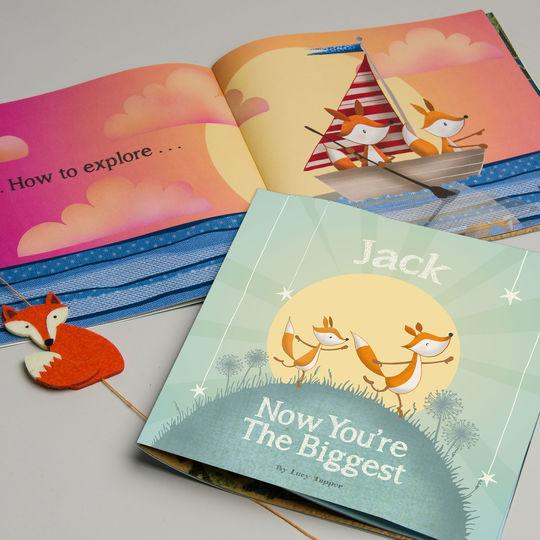 . How to explore ...
Jack
Now You're
The Biggest
By Lucy Tapper